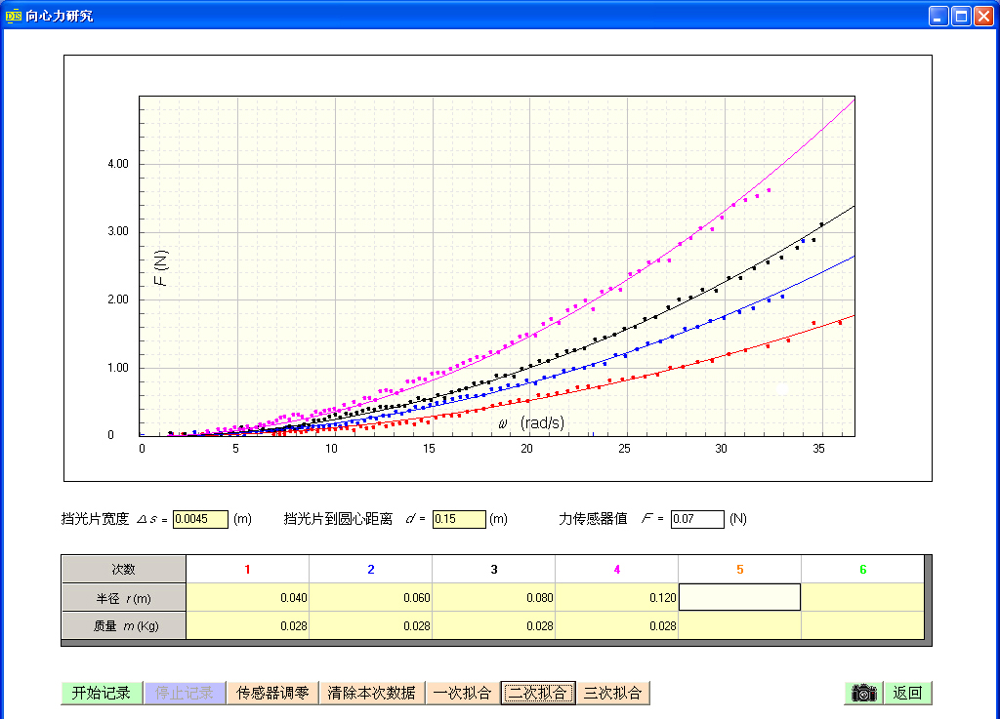 DIS 向心力研究
4.00
3.00
2.00
1.00
0
F (N)
ω (rad/s)
0 5 10 15 20 25 30 35
挡光片宽度 Δs = 0.0045 (m) 挡光片到圆心距离 d = 0.15 (m) 力传感器值 F = 0.07 (N)
次数 1 2 3 4 5 6
半径 r (m) 0.040 0.060 0.080 0.120
质量 m (Kg) 0.028 0.028 0.028 0.028
开始记录 停止记录 传感器调零 清除本次数据 一次拟合 二次拟合 三次拟合 返回